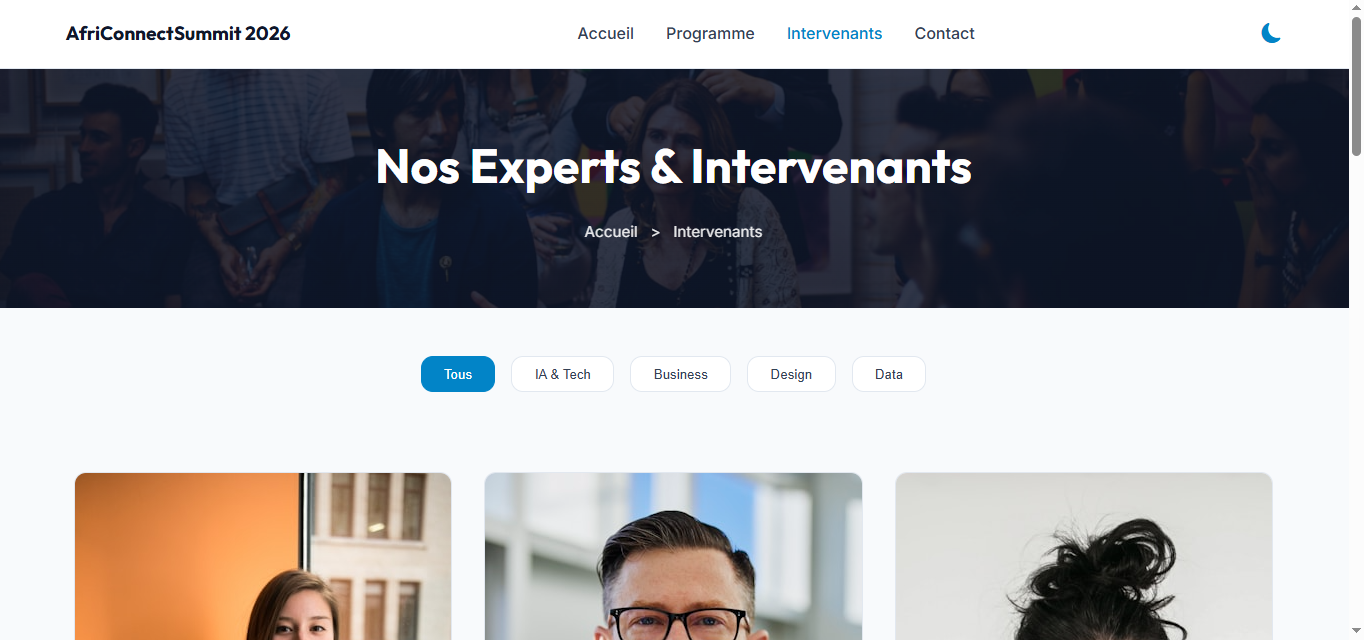 AfriConnectSummit 2026
Accueil Programme Intervenants Contact
Nos Experts & Intervenants
Accueil > Intervenants
Tous IA & Tech Business Design Data